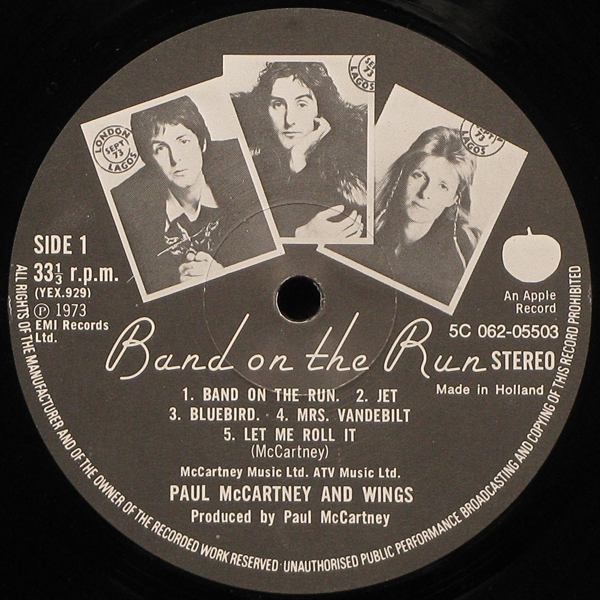 LONDON
SEPT
73
LAGOS
SE
73
LAGOS
SEPT
73
LAGOS
SIDE 1
33⅓ r.p.m.
(YEX.929)
℗ 1973
EMI Records
Ltd.
An Apple
Record
5C 062-05503
Band on the Run
STEREO
Made in Holland
1. BAND ON THE RUN. 2. JET
3. BLUEBIRD. 4. MRS. VANDEBILT
5. LET ME ROLL IT
(McCartney)
McCartney Music Ltd. ATV Music Ltd.
PAUL McCARTNEY AND WINGS
Produced by Paul McCartney
ALL RIGHTS OF THE MANUFACTURER AND OF THE OWNER OF THE RECORDED WORK RESERVED · UNAUTHORISED PUBLIC PERFORMANCE BROADCASTING AND COPYING OF THIS RECORD PROHIBITED